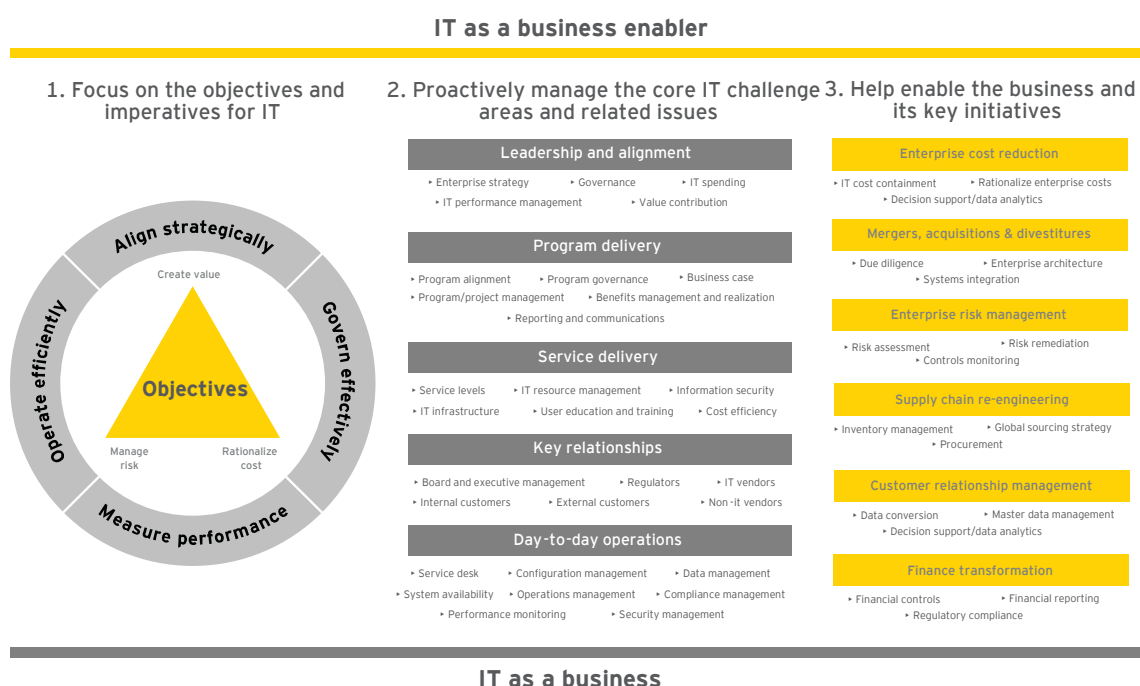 IT as a business enabler
1. Focus on the objectives and
imperatives for IT
Align strategically
Govern effectively
Measure performance
Operate efficiently
Create value
Objectives
Manage
risk
Rationalize
cost
2. Proactively manage the core IT challenge
areas and related issues
Leadership and alignment
‣ Enterprise strategy ‣ Governance ‣ IT spending
‣ IT performance management ‣ Value contribution
Program delivery
‣ Program alignment ‣ Program governance ‣ Business case
‣ Program/project management ‣ Benefits management and realization
‣ Reporting and communications
Service delivery
‣ Service levels ‣ IT resource management ‣ Information security
‣ IT infrastructure ‣ User education and training ‣ Cost efficiency
Key relationships
‣ Board and executive management ‣ Regulators ‣ IT vendors
‣ Internal customers ‣ External customers ‣ Non-it vendors
Day-to-day operations
‣ Service desk ‣ Configuration management ‣ Data management
‣ System availability ‣ Operations management ‣ Compliance management
‣ Performance monitoring ‣ Security management
3. Help enable the business and
its key initiatives
Enterprise cost reduction
‣ IT cost containment ‣ Rationalize enterprise costs
‣ Decision support/data analytics
Mergers, acquisitions & divestitures
‣ Due diligence ‣ Enterprise architecture
‣ Systems integration
Enterprise risk management
‣ Risk assessment ‣ Risk remediation
‣ Controls monitoring
Supply chain re-engineering
‣ Inventory management ‣ Global sourcing strategy
‣ Procurement
Customer relationship management
‣ Data conversion ‣ Master data management
‣ Decision support/data analytics
Finance transformation
‣ Financial controls ‣ Financial reporting
‣ Regulatory compliance
IT as a business